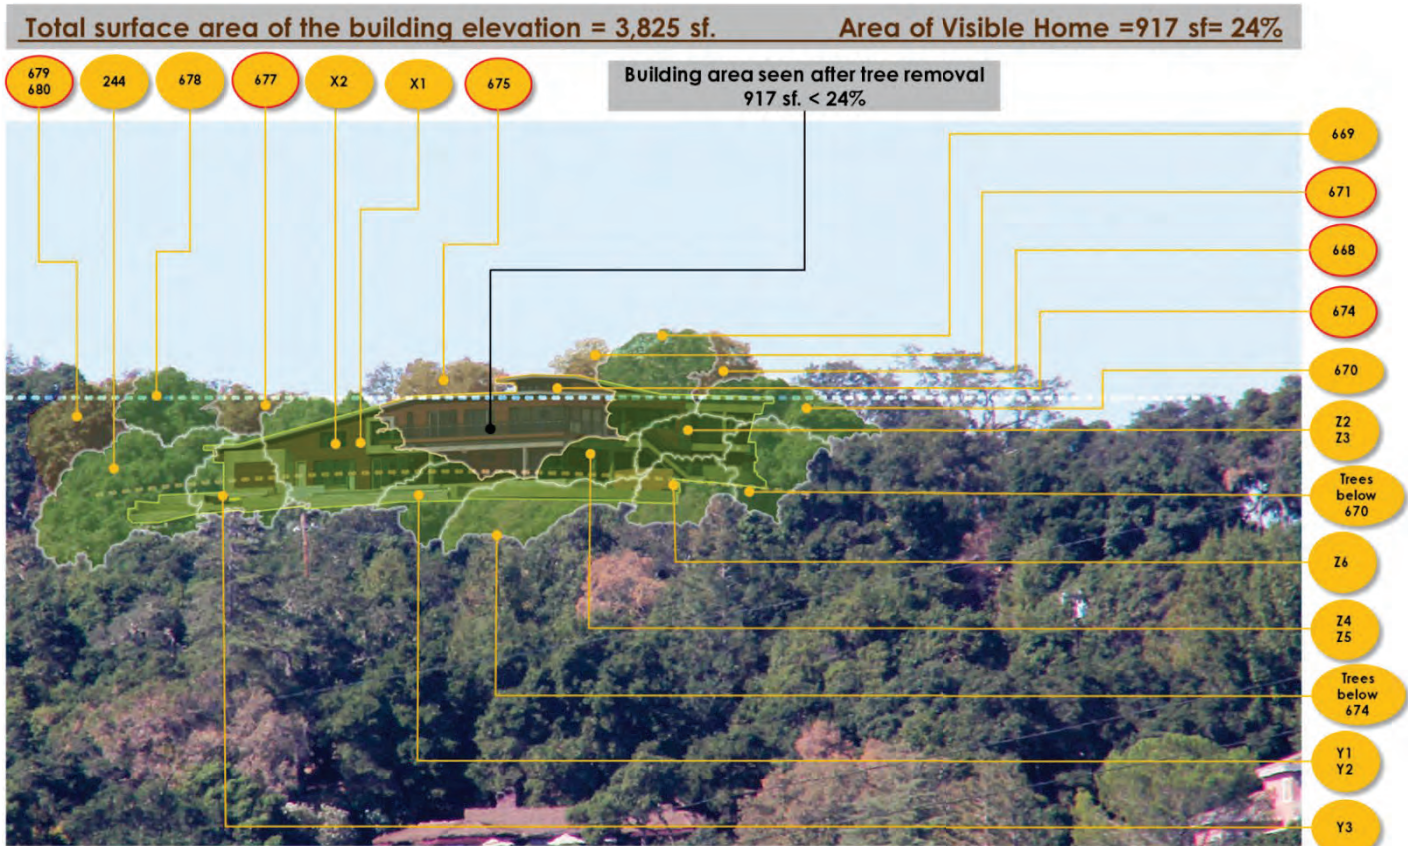 Total surface area of the building elevation = 3,825 sf. Area of Visible Home =917 sf= 24%
679
680
244
678
677
X2
X1
675
Building area seen after tree removal
917 sf. < 24%
669
671
668
674
670
Z2
Z3
Trees
below
670
Z6
Z4
Z5
Trees
below
674
Y1
Y2
Y3